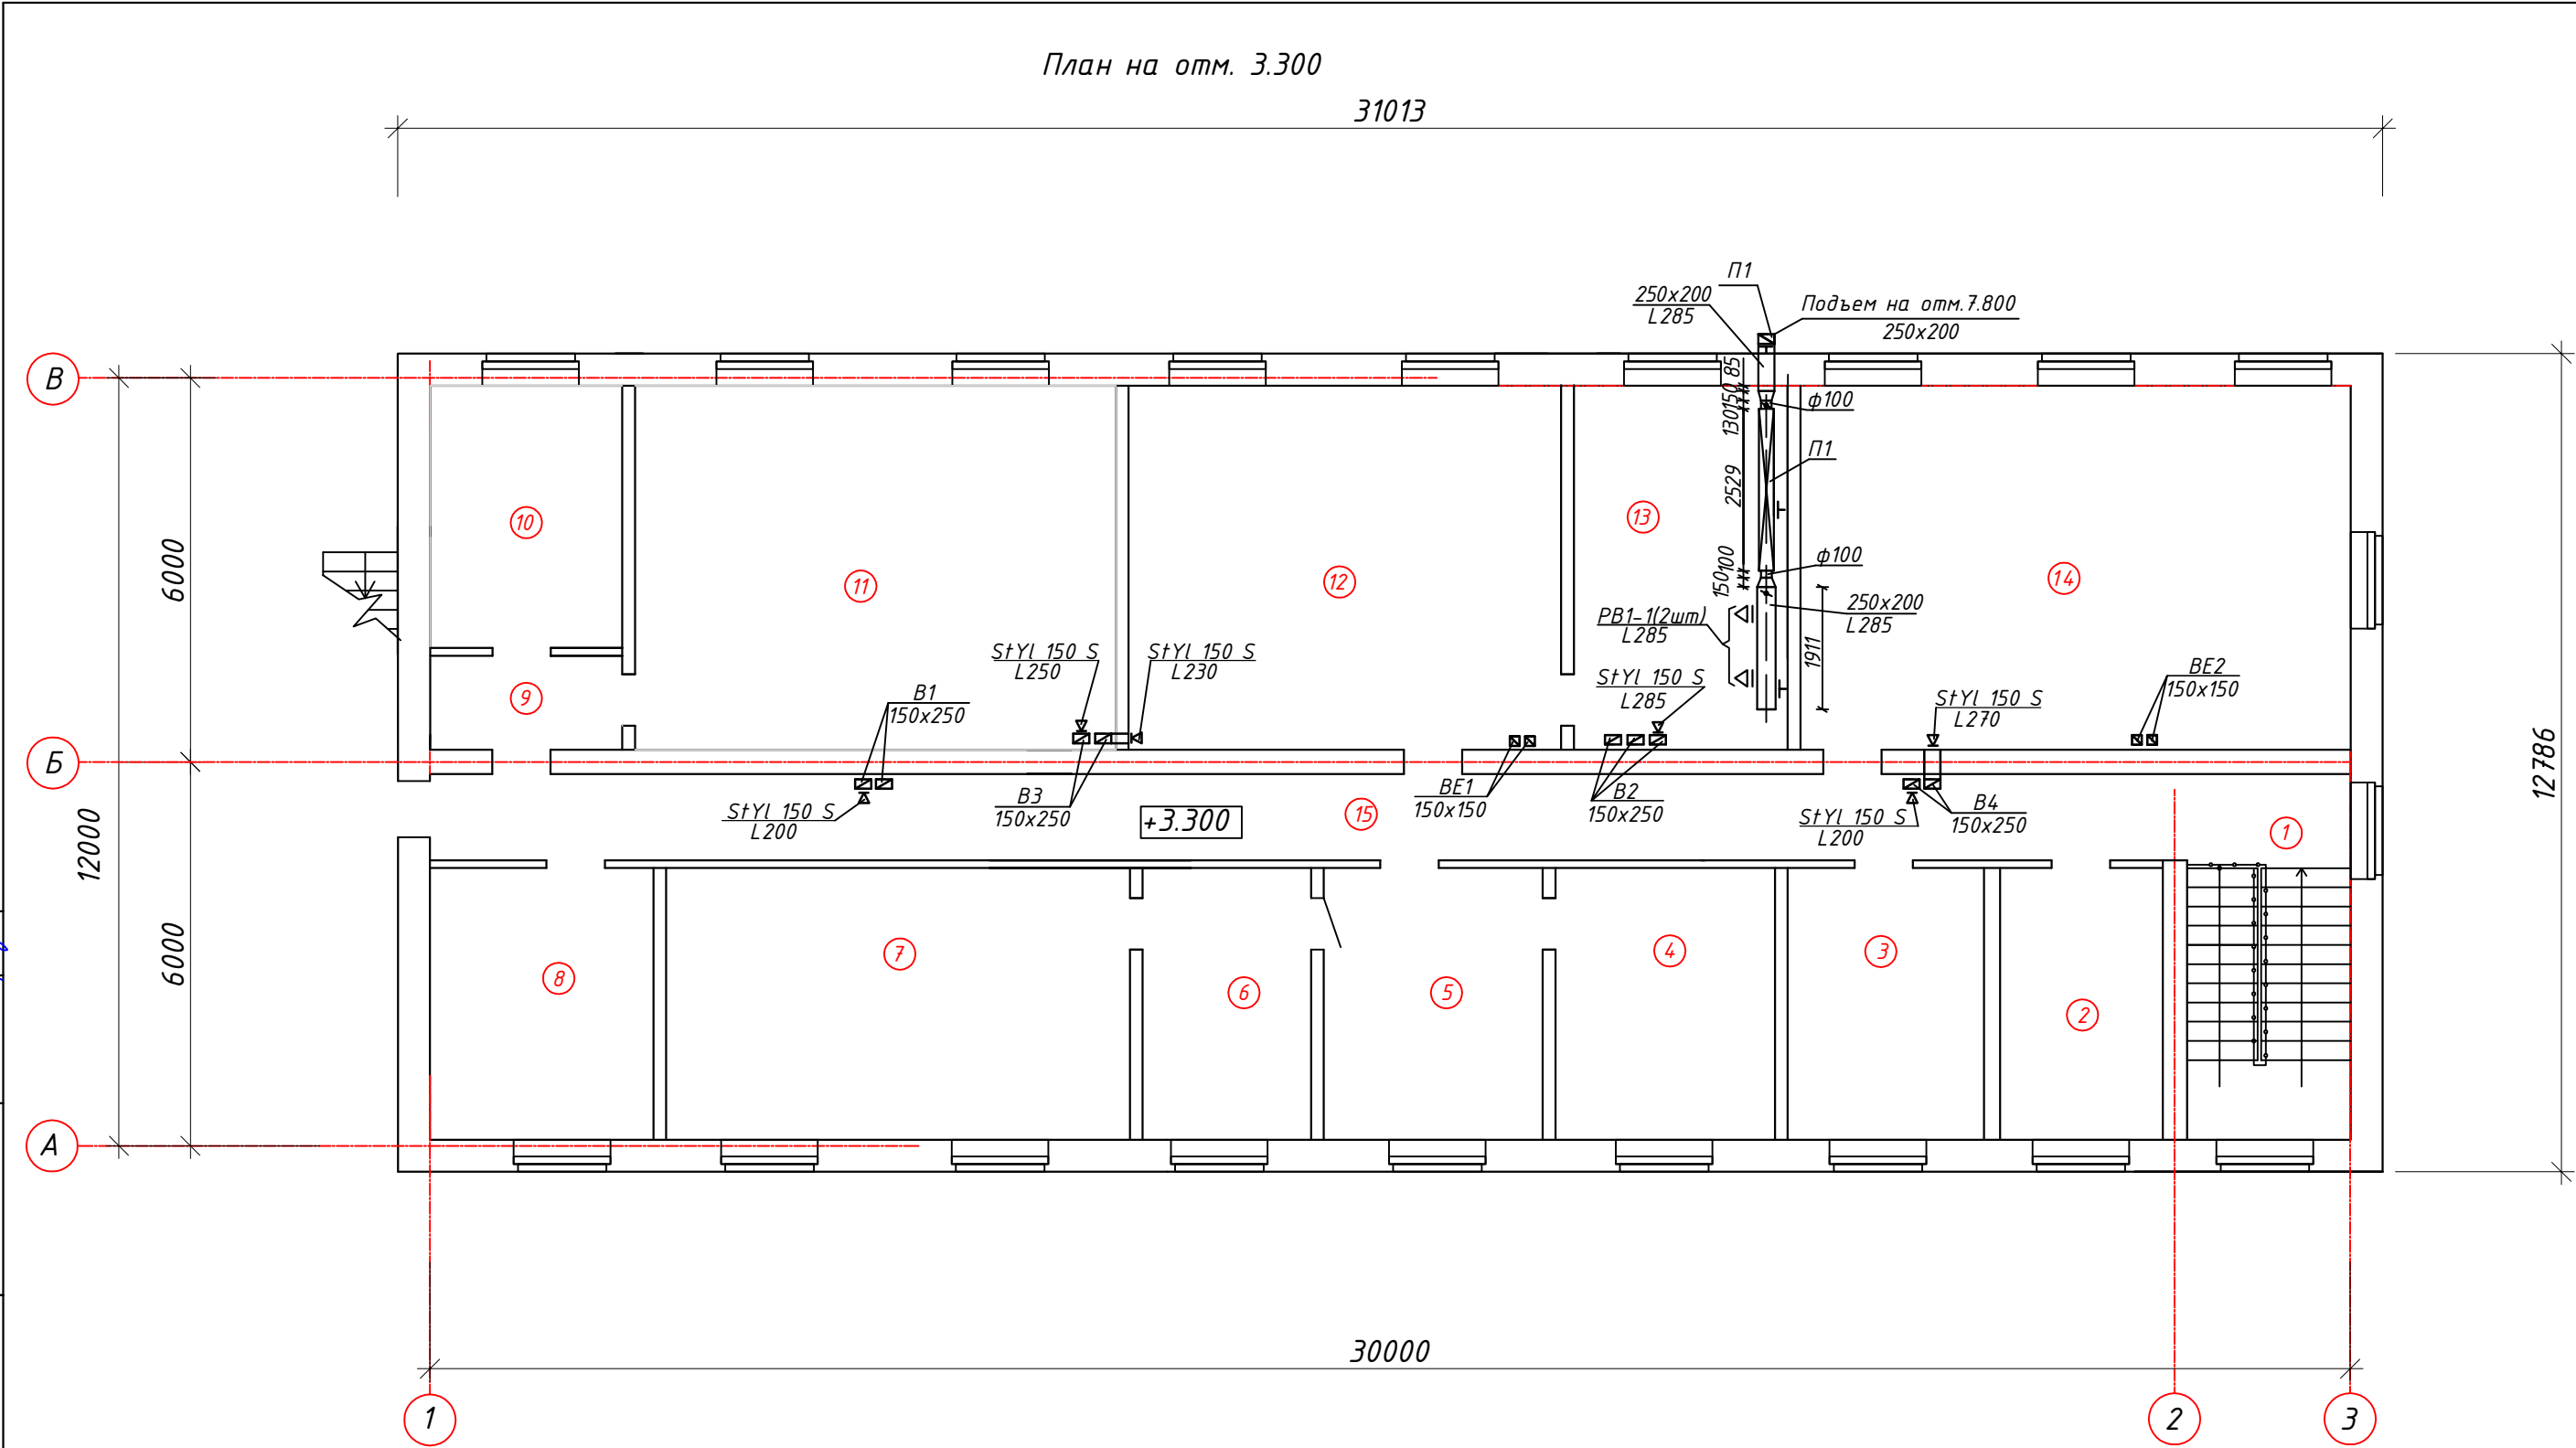 План на отм. 3.300
31013
П1
250х200
L285
Подъем на отм.7.800
250х200
В
85
150
130
ф100
П1
2529
10
13
6000
11
12
14
100
150
ф100
250х200
L285
РВ1-1(2шт)
L285
1911
StYl 150 S
L250
StYl 150 S
L230
StYl 150 S
L285
ВЕ2
150х150
9
В1
150х250
StYl 150 S
L270
Б
12786
StYl 150 S
L200
В3
150х250
+3.300
15
ВЕ1
150х150
В2
150х250
StYl 150 S
L200
В4
150х250
1
12000
6000
8
7
6
5
4
3
2
А
30000
1
2
3